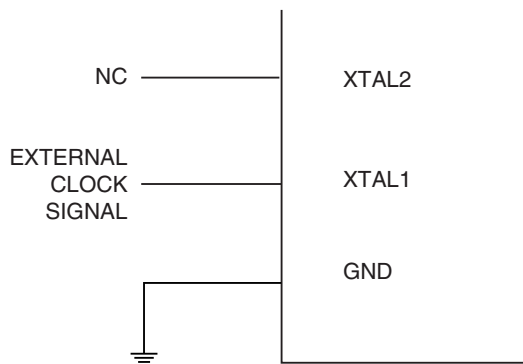 NC
XTAL2
EXTERNAL
CLOCK
SIGNAL
XTAL1
GND